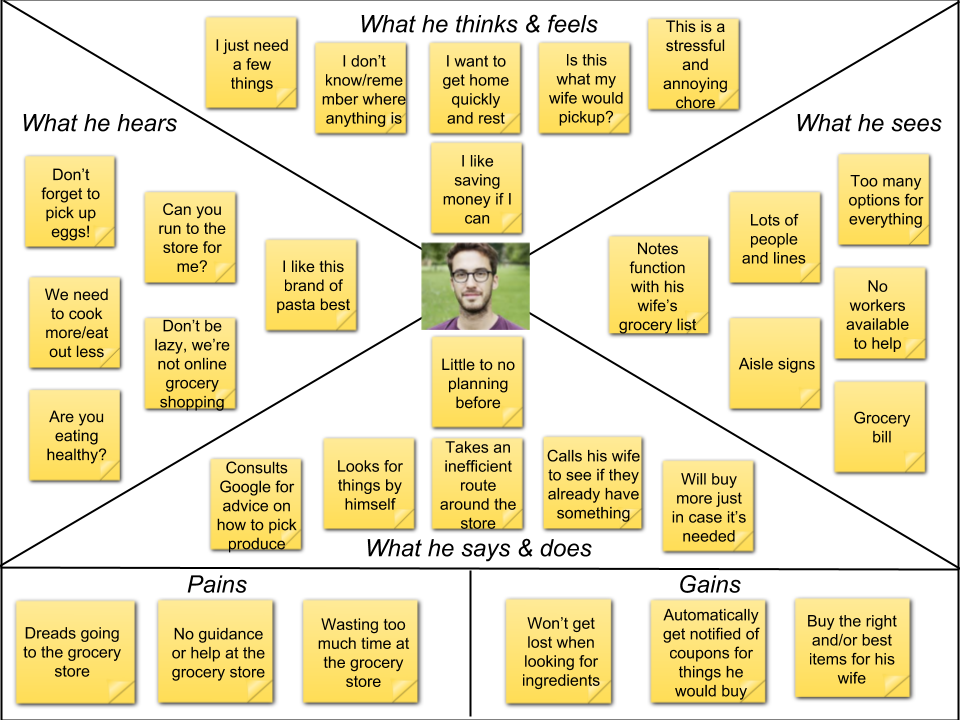 What he thinks & feels
I just need
a few
things
I don't
know/reme
mber where
anything is
I want to
get home
quickly
and rest
Is this
what my
wife would
pickup?
This is a
stressful
and
annoying
chore
I like
saving
money if I
can
What he hears
Don't
forget to
pick up
eggs!
Can you
run to the
store for
me?
I like this
brand of
pasta best
We need
to cook
more/eat
out less
Don't be
lazy, we're
not online
grocery
shopping
Are you
eating
healthy?
What he sees
Too many
options for
everything
Lots of
people
and lines
Notes
function
with his
wife's
grocery list
No
workers
available
to help
Aisle signs
Grocery
bill
Little to no
planning
before
Consults
Google for
advice on
how to pick
produce
Looks for
things by
himself
Takes an
inefficient
route
around the
store
Calls his wife
to see if they
already have
something
Will buy
more just
in case it's
needed
What he says & does
Pains
Dreads going
to the grocery
store
No guidance
or help at the
grocery store
Wasting too
much time at
the grocery
store
Gains
Won't get
lost when
looking for
ingredients
Automatically
get notified of
coupons for
things he
would buy
Buy the right
and/or best
items for his
wife